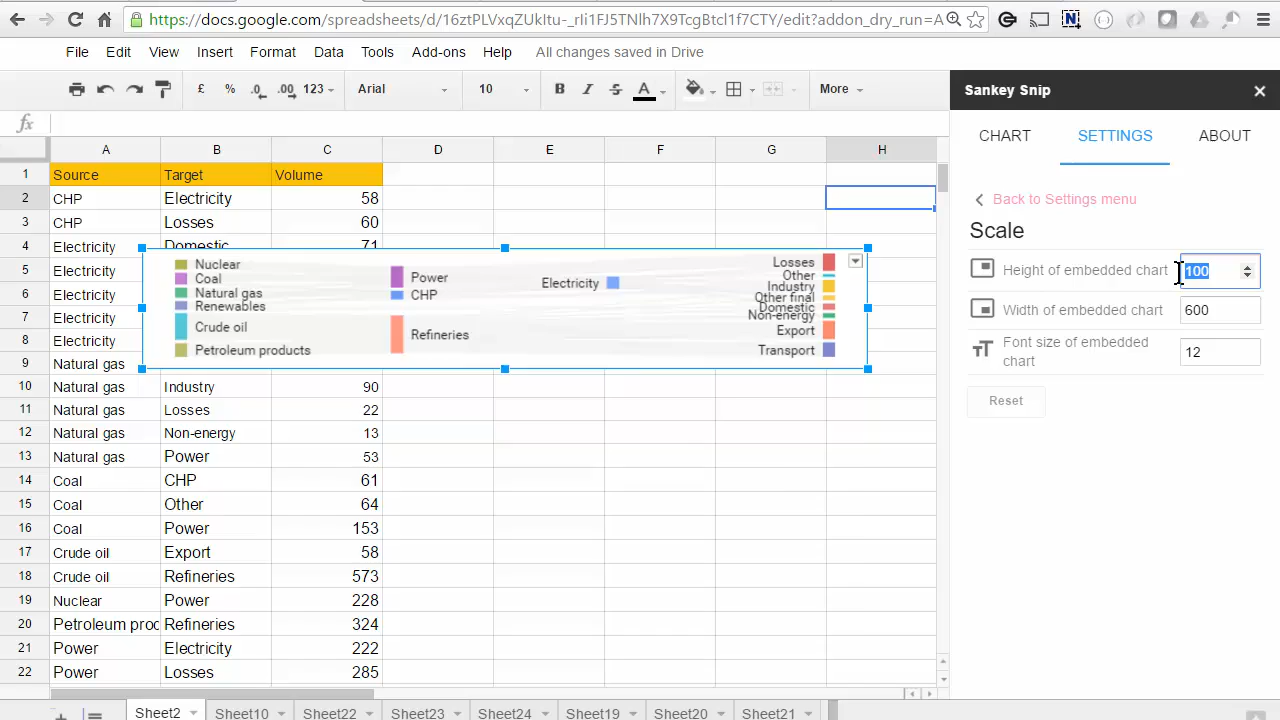 https://docs.google.com/spreadsheets/d/16ztPLVxqZUkItu-_rIi1FJ5TNlh7X9TcgBtcl1f7CTY/edit?addon_dry_run=A
File Edit View Insert Format Data Tools Add-ons Help All changes saved in Drive
£ % .0 .00 123 Arial 10 B I S A More
Sankey Snip
fx
CHART SETTINGS ABOUT
A B C D E F G H
1 Source Target Volume
2 CHP Electricity 58
3 CHP Losses 60
4 Electricity Domestic 71
5 Electricity
6 Electricity
7 Electricity
8 Electricity
9 Natural gas
10 Natural gas Industry 90
11 Natural gas Losses 22
12 Natural gas Non-energy 13
13 Natural gas Power 53
14 Coal CHP 61
15 Coal Other 64
16 Coal Power 153
17 Crude oil Export 58
18 Crude oil Refineries 573
19 Nuclear Power 228
20 Petroleum proc Refineries 324
21 Power Electricity 222
22 Power Losses 285
Nuclear
Coal
Natural gas
Renewables
Crude oil
Petroleum products
Power
CHP
Refineries
Electricity
Losses
Other
Industry
Other final
Domestic
Non-energy
Export
Transport
Back to Settings menu
Scale
Height of embedded chart 100
Width of embedded chart 600
Font size of embedded
chart 12
Reset
Sheet2 Sheet10 Sheet22 Sheet23 Sheet24 Sheet19 Sheet20 Sheet21